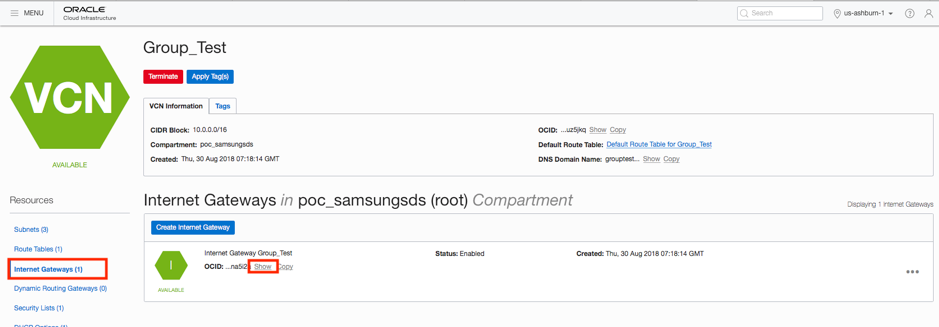 MENU
ORACLE
Cloud Infrastructure
Search
us-ashburn-1
Group_Test
Terminate
Apply Tag(s)
VCN
AVAILABLE
VCN Information
Tags
CIDR Block: 10.0.0.0/16
Compartment: poc_samsungsds
Created: Thu, 30 Aug 2018 07:18:14 GMT
OCID: ...uz5jkq Show Copy
Default Route Table: Default Route Table for Group_Test
DNS Domain Name: grouptest... Show Copy
Resources
Subnets (3)
Route Tables (1)
Internet Gateways (1)
Dynamic Routing Gateways (0)
Security Lists (1)
Internet Gateways in poc_samsungsds (root) Compartment
Displaying 1 Internet Gateways
Create Internet Gateway
I
AVAILABLE
Internet Gateway Group_Test
OCID: Show Copy
Status: Enabled
Created: Thu, 30 Aug 2018 07:18:14 GMT